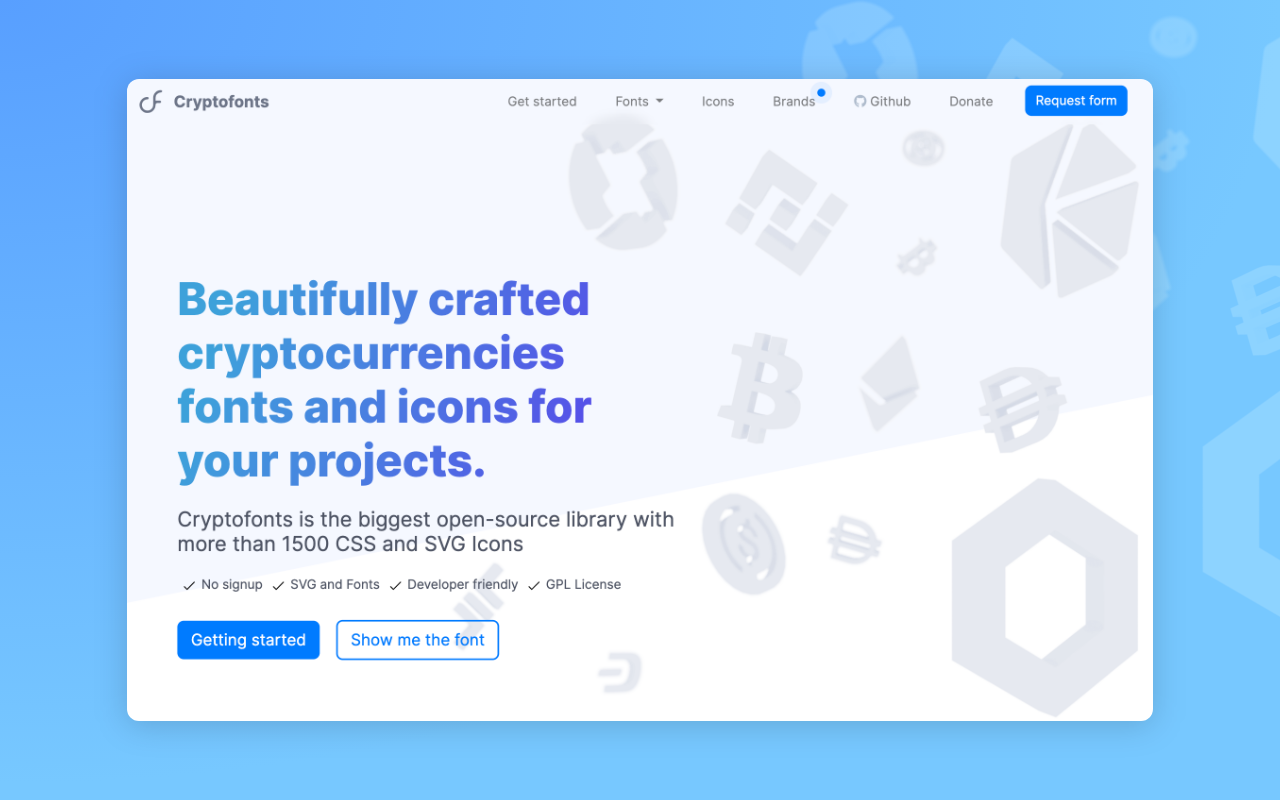 Cryptofonts
Get started Fonts Icons Brands Github Donate Request form
Beautifully crafted
cryptocurrencies
fonts and icons for
your projects.
Cryptofonts is the biggest open-source library with
more than 1500 CSS and SVG Icons
No signup SVG and Fonts Developer friendly GPL License
Getting started Show me the font